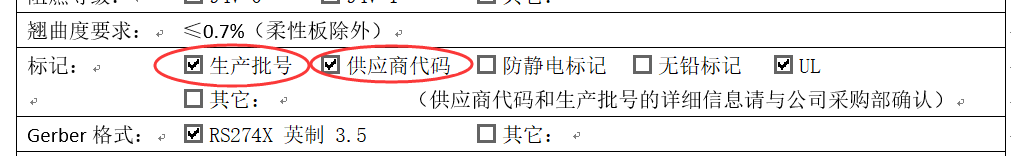 翘曲度要求： ≤0.7%（柔性板除外）
标记： ☑ 生产批号 ☑ 供应商代码 ☐ 防静电标记 ☐ 无铅标记 ☑ UL
☐ 其它： （供应商代码和生产批号的详细信息请与公司采购部确认）
Gerber 格式： ☑ RS274X 英制 3.5 ☐ 其它：